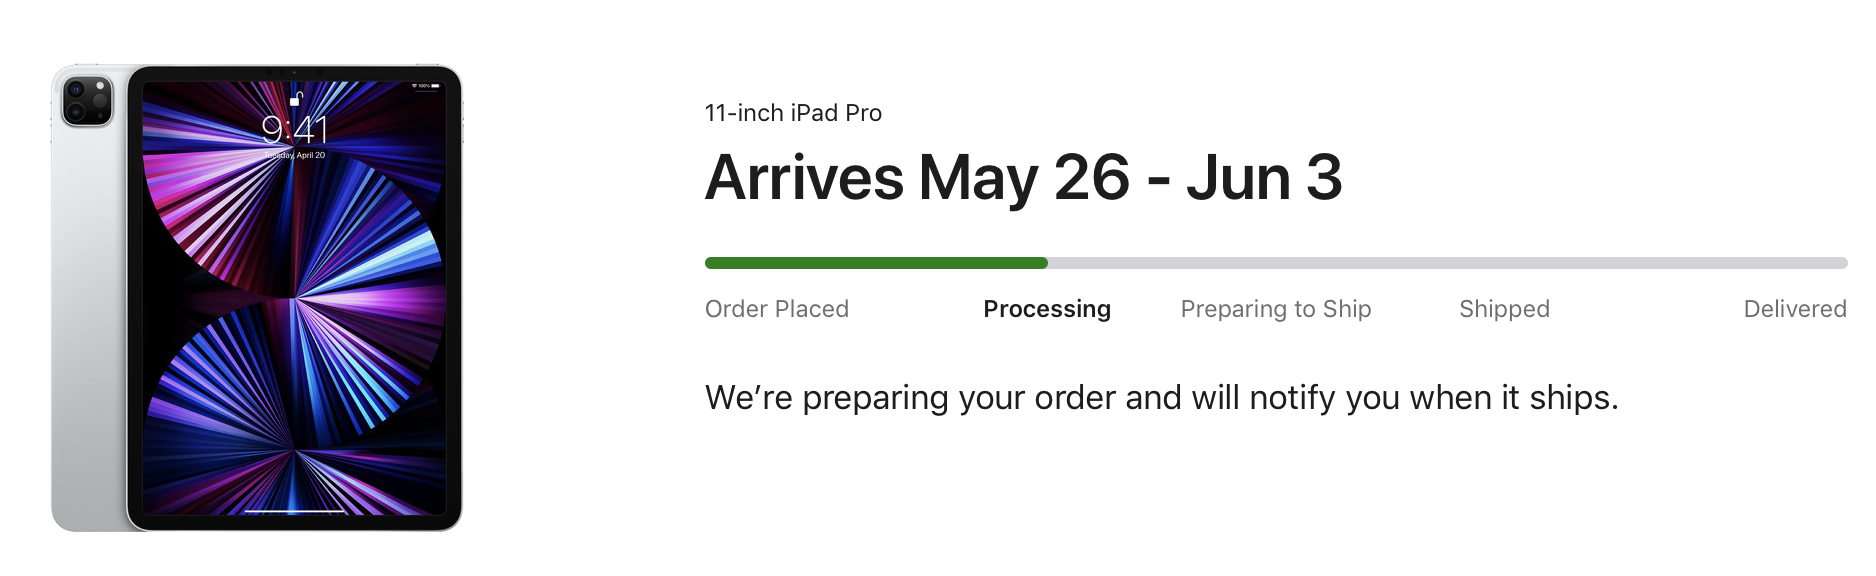 100%
9:41
Tuesday, April 20
11-inch iPad Pro
Arrives May 26 - Jun 3
Order Placed
Processing
Preparing to Ship
Shipped
Delivered
We’re preparing your order and will notify you when it ships.